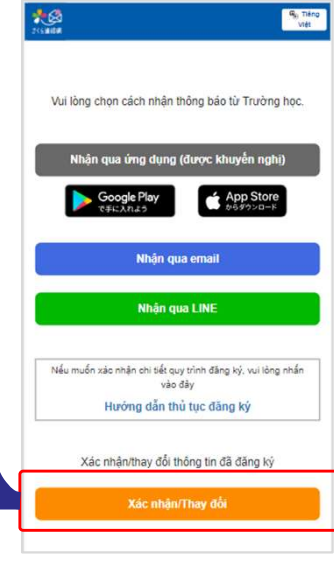 さくら連絡網
Tiếng
Việt
Vui lòng chọn cách nhận thông báo từ Trường học.
Nhận qua ứng dụng (được khuyến nghị)
Google Play
で手に入れよう
App Store
からダウンロード
Nhận qua email
Nhận qua LINE
Nếu muốn xác nhận chi tiết quy trình đăng ký, vui lòng nhấn
vào đây
Hướng dẫn thủ tục đăng ký
Xác nhận/thay đổi thông tin đã đăng ký
Xác nhận/Thay đổi